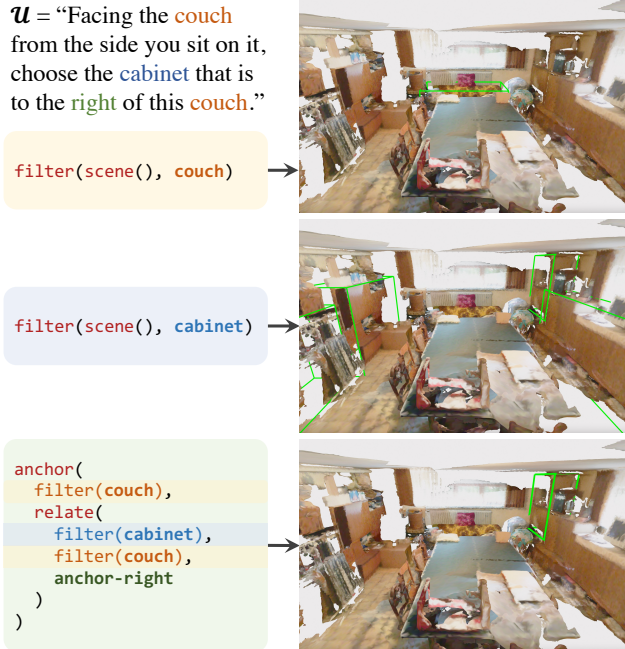 𝓤 = “Facing the couch
from the side you sit on it,
choose the cabinet that is
to the right of this couch.”
filter(scene(), couch)
filter(scene(), cabinet)
anchor(
filter(couch),
relate(
filter(cabinet),
filter(couch),
anchor-right
)
)